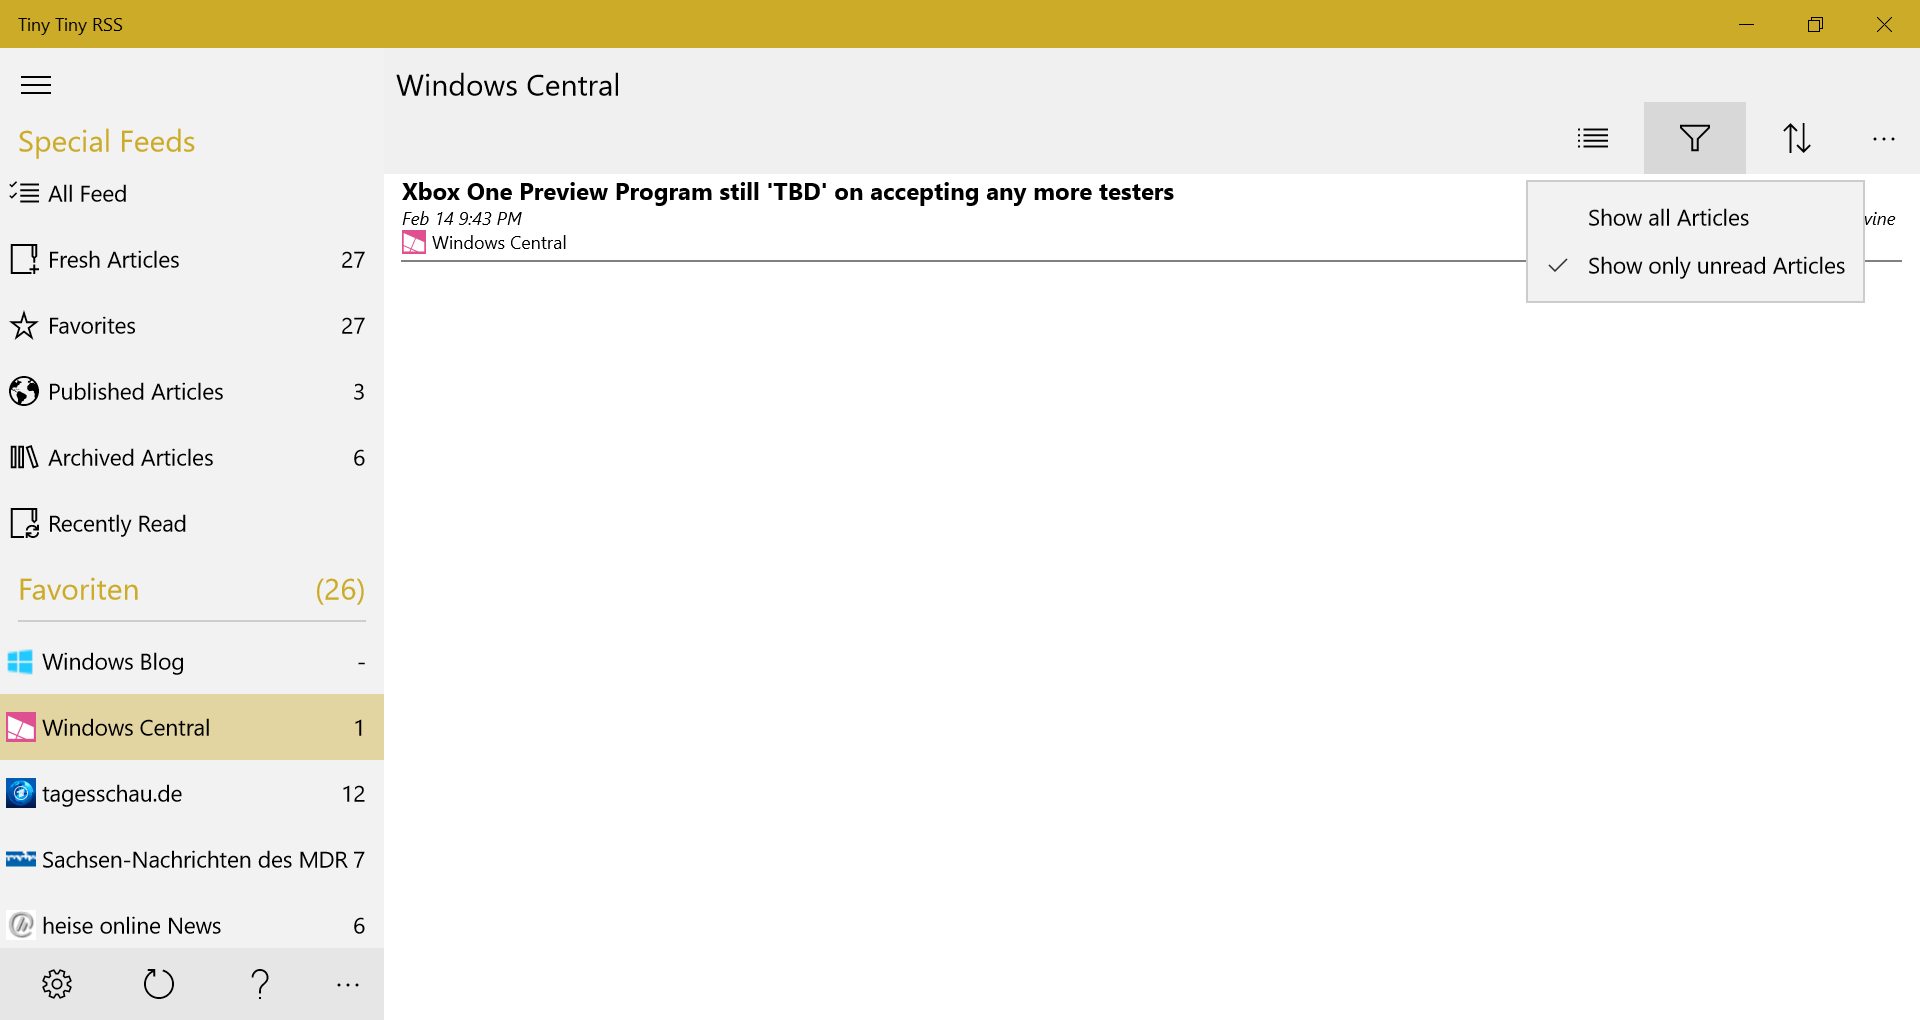 Tiny Tiny RSS
Special Feeds
All Feed
Fresh Articles 27
Favorites 27
Published Articles 3
Archived Articles 6
Recently Read
Favoriten (26)
Windows Blog -
Windows Central 1
tagesschau.de 12
Sachsen-Nachrichten des MDR 7
heise online News 6
...
Windows Central
...
Xbox One Preview Program still 'TBD' on accepting any more testers
Feb 14 9:43 PM
Windows Central
Show all Articles
Show only unread Articles